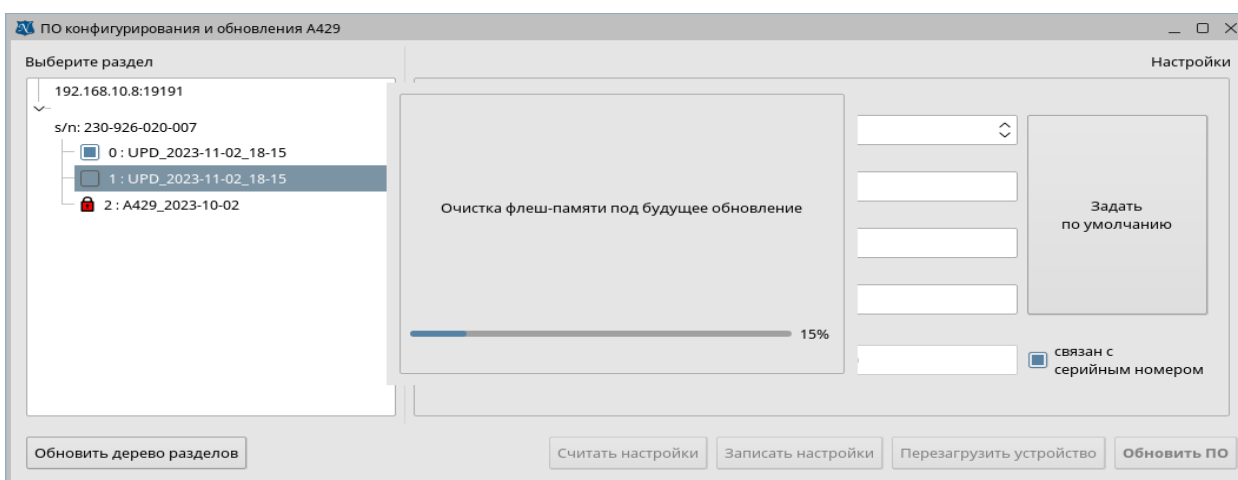 ПО конфигурирования и обновления A429
Выберите раздел
Настройки
192.168.10.8:19191
s/n: 230-926-020-007
0 : UPD_2023-11-02_18-15
1 : UPD_2023-11-02_18-15
2 : A429_2023-10-02
Очистка флеш-памяти под будущее обновление
15%
Задать
по умолчанию
связан с
серийным номером
Обновить дерево разделов
Считать настройки
Записать настройки
Перезагрузить устройство
Обновить ПО